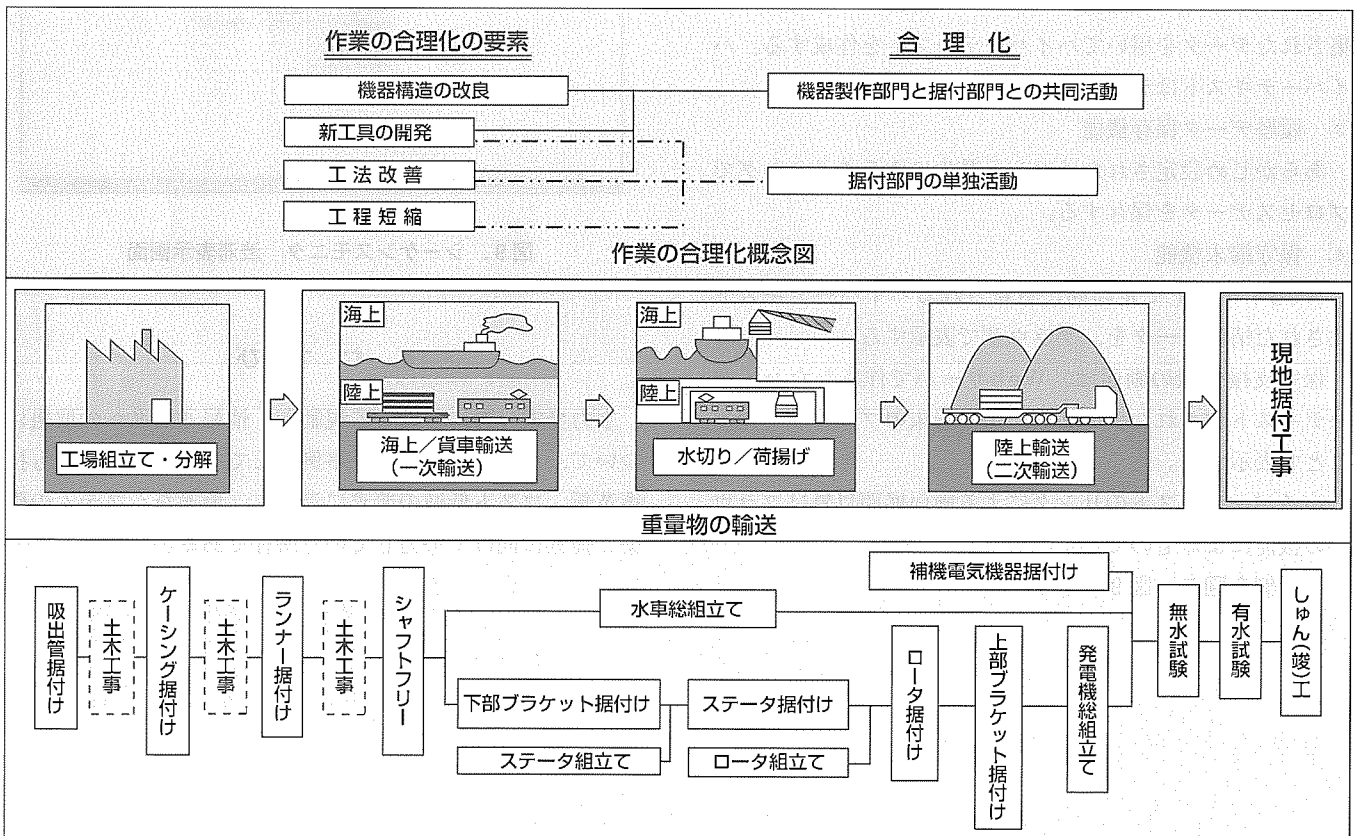 作業の合理化の要素
合理化
機器構造の改良
機器製作部門と据付部門との共同活動
新工具の開発
工法改善
据付部門の単独活動
工程短縮
作業の合理化概念図
海上
陸上
海上
陸上
工場組立て・分解
海上/貨車輸送
(一次輸送)
水切り/荷揚げ
陸上輸送
(二次輸送)
現地据付工事
重量物の輸送
吸出管据付け
土木工事
ケーシング据付け
土木工事
ランナー据付け
土木工事
シャフトフリー
水車総組立て
補機電気機器据付け
下部ブラケット据付け
ステータ組立て
ステータ据付け
ロータ組立て
ロータ据付け
上部ブラケット据付け
発電機総組立て
無水試験
有水試験
しゅん(竣)工